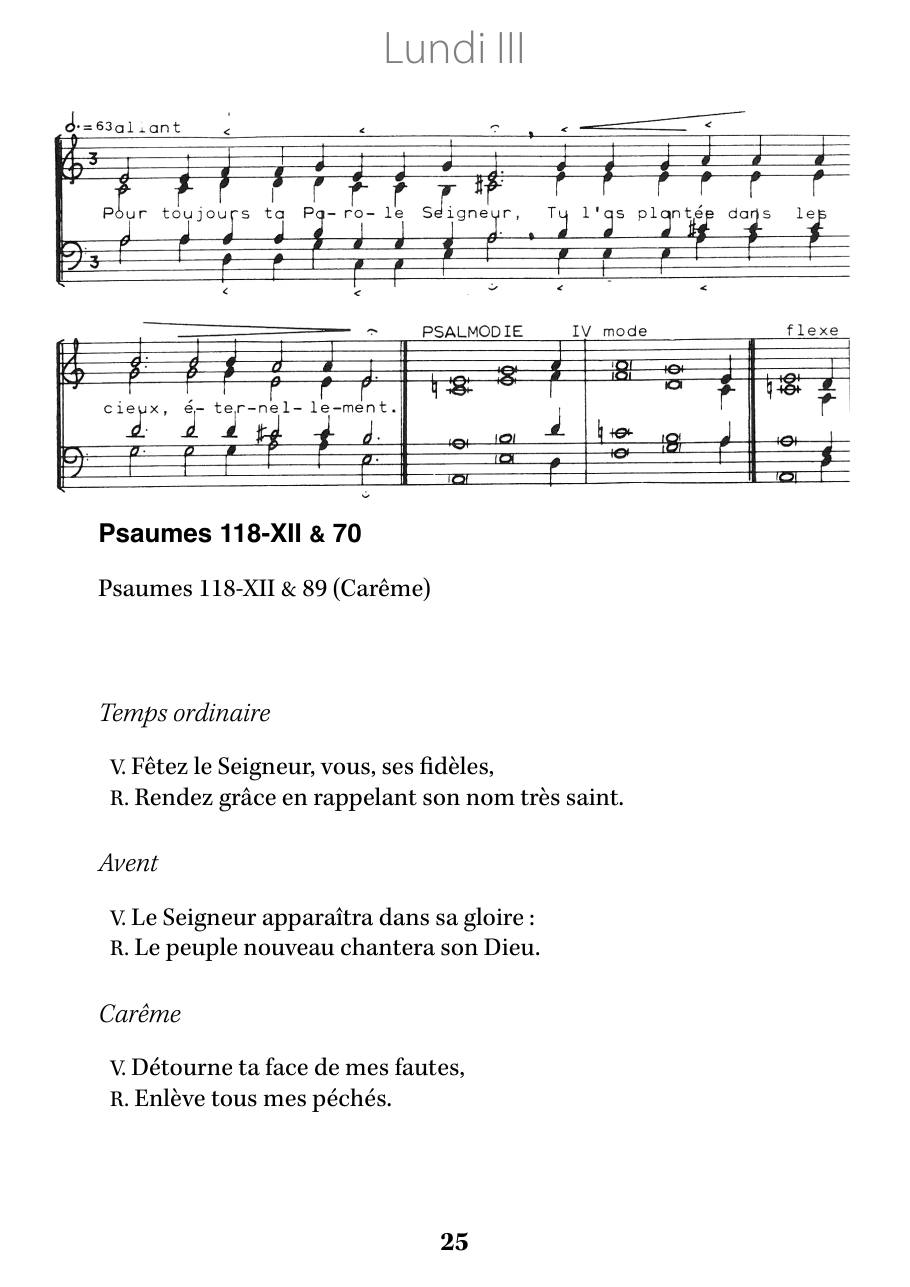 Lundi III
= 63 allant
3
Pour toujours ta Pa-ro-le Seigneur, Tu l'as plantée dans les
3
cieux, é-ter-nel-le-ment.
PSALMODIE IV mode flexe
Psaumes 118-XII & 70
Psaumes 118-XII & 89 (Carême)
Temps ordinaire
V. Fêtez le Seigneur, vous, ses fidèles,
R. Rendez grâce en rappelant son nom très saint.
Avent
V. Le Seigneur apparaîtra dans sa gloire :
R. Le peuple nouveau chantera son Dieu.
Carême
V. Détourne ta face de mes fautes,
R. Enlève tous mes péchés.
25